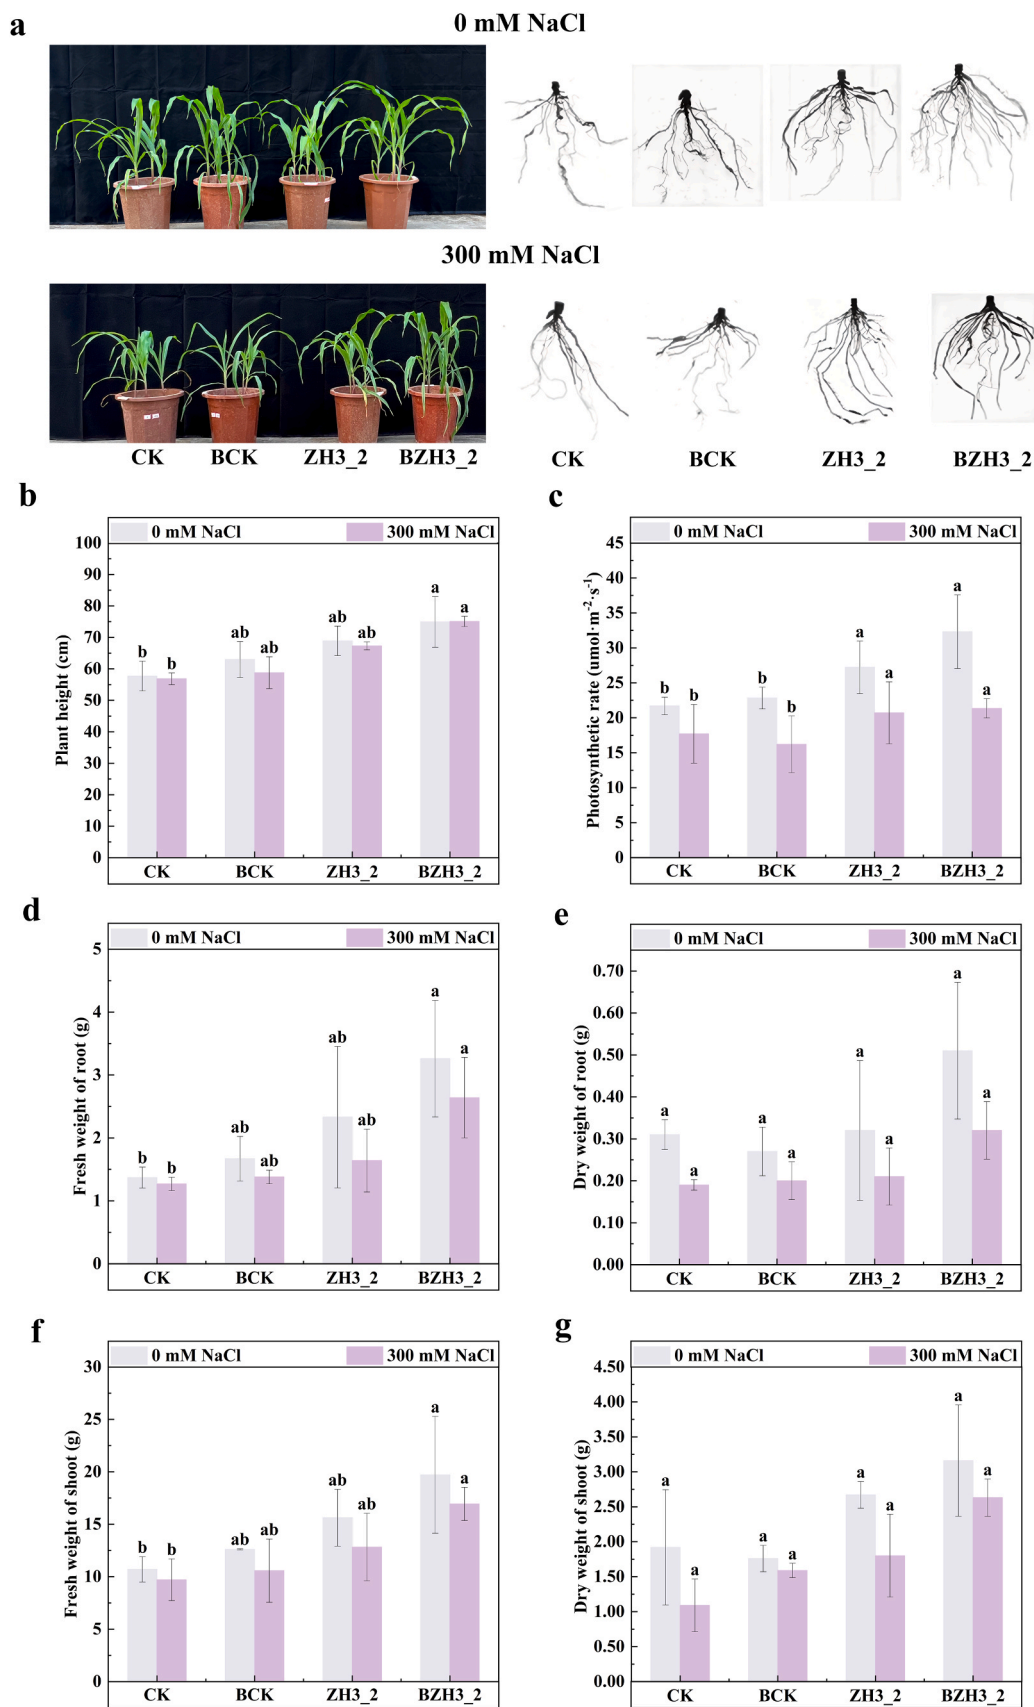 a
0 mM NaCl
300 mM NaCl
CK BCK ZH3_2 BZH3_2
CK BCK ZH3_2 BZH3_2
b
0 mM NaCl 300 mM NaCl
Plant height (cm)
100
90
80
70
60
50
40
30
20
10
0
b b ab ab ab ab a a
CK BCK ZH3_2 BZH3_2
c
0 mM NaCl 300 mM NaCl
Photosynthetic rate (umol·m⁻²·s⁻¹)
45
40
35
30
25
20
15
10
5
0
b b b b a a a a
CK BCK ZH3_2 BZH3_2
d
0 mM NaCl 300 mM NaCl
Fresh weight of root (g)
5
4
3
2
1
0
b b ab ab ab ab a a
CK BCK ZH3_2 BZH3_2
e
0 mM NaCl 300 mM NaCl
Dry weight of root (g)
0.70
0.60
0.50
0.40
0.30
0.20
0.10
0.00
a a a a a a a a
CK BCK ZH3_2 BZH3_2
f
0 mM NaCl 300 mM NaCl
Fresh weight of shoot (g)
30
25
20
15
10
5
0
b b ab ab ab ab a a
CK BCK ZH3_2 BZH3_2
g
0 mM NaCl 300 mM NaCl
Dry weight of shoot (g)
4.50
4.00
3.50
3.00
2.50
2.00
1.50
1.00
0.50
0.00
a a a a a a a a
CK BCK ZH3_2 BZH3_2